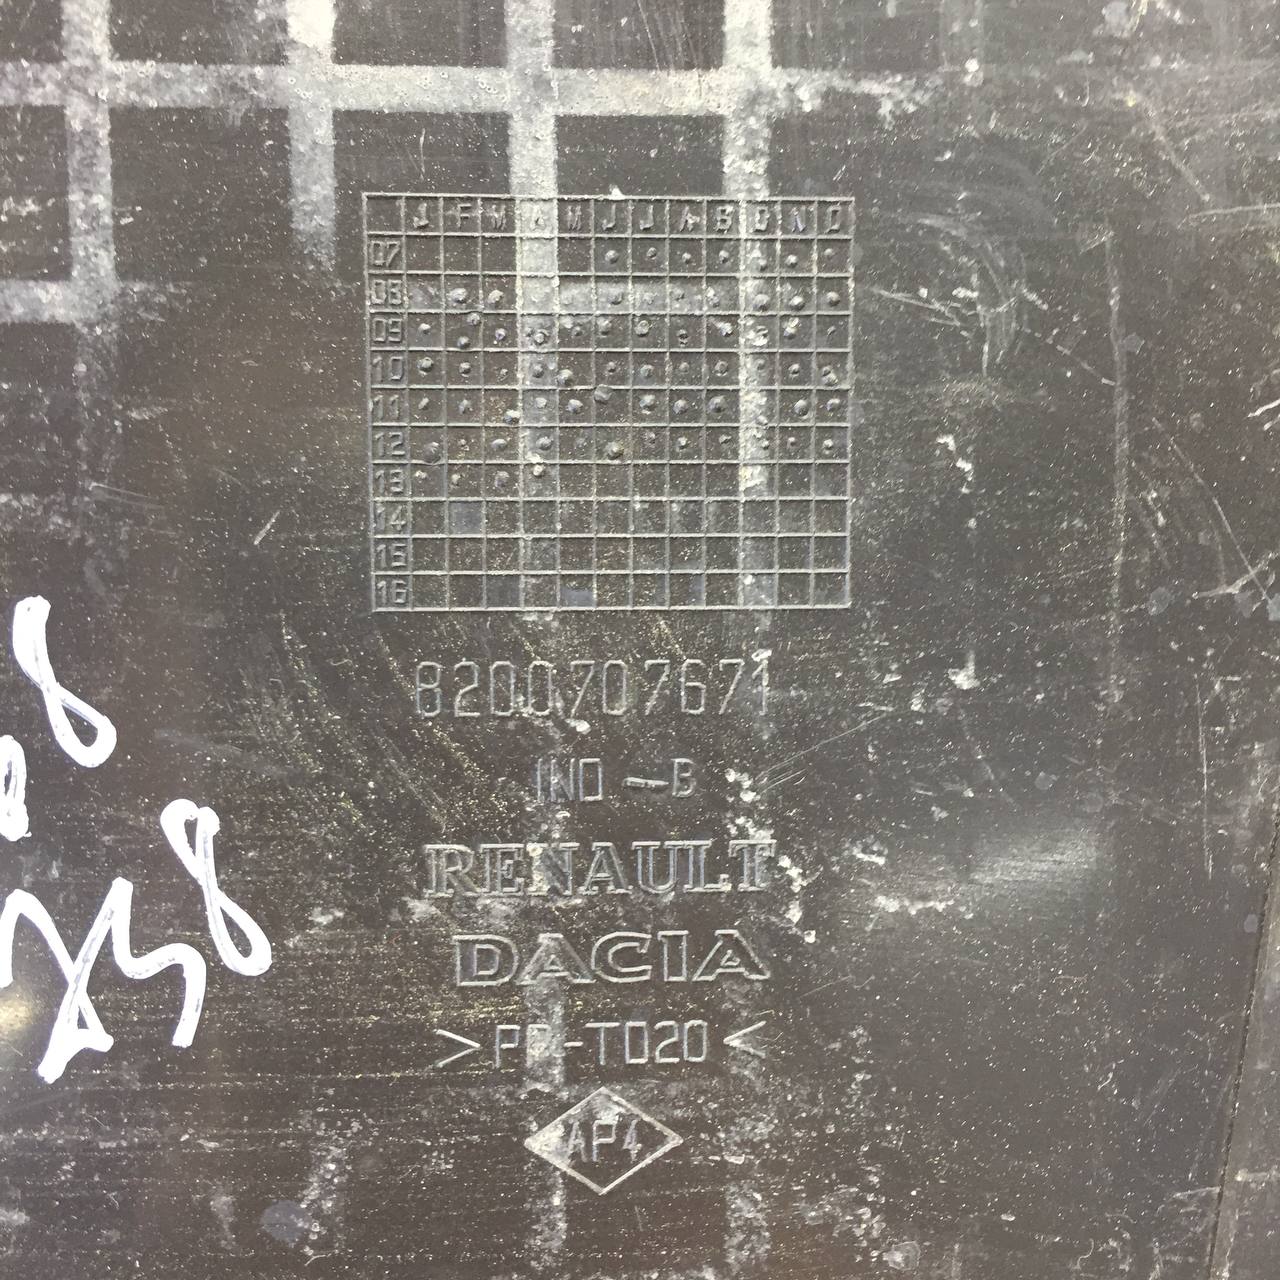 J F M A M J J A S O N D
07
08
09
10
11
12
13
14
15
16
8200707671
IND - B
RENAULT
DACIA
>PP-TD20<
AP4